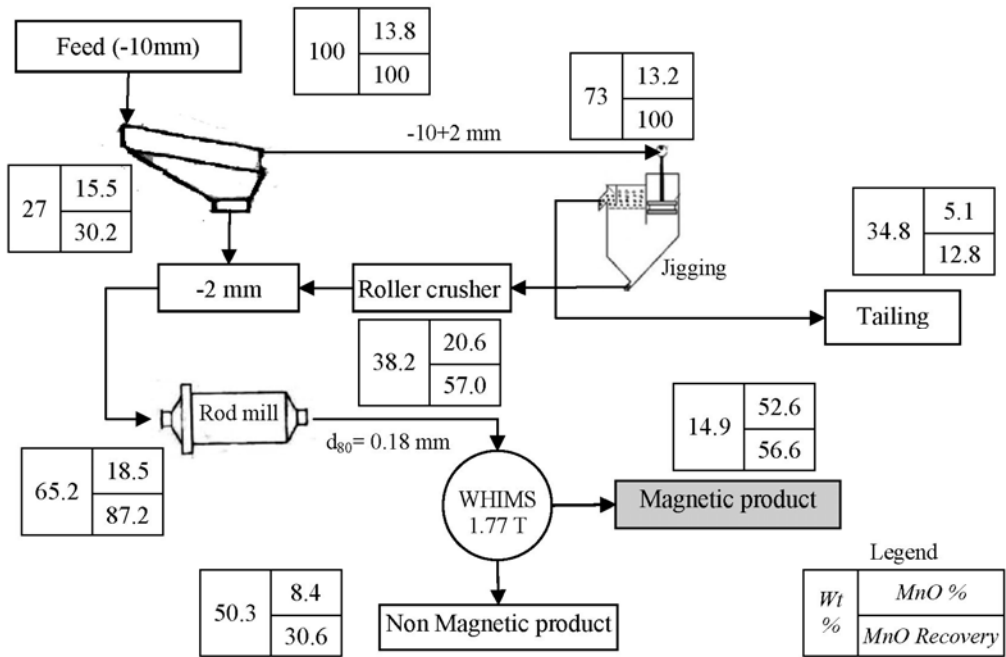 Feed (-10mm)
100
13.8
100
73
13.2
100
-10+2 mm
27
15.5
30.2
34.8
5.1
12.8
Jigging
-2 mm
Roller crusher
Tailing
38.2
20.6
57.0
Rod mill
d80= 0.18 mm
14.9
52.6
56.6
65.2
18.5
87.2
WHIMS
1.77 T
Magnetic product
Legend
50.3
8.4
30.6
Non Magnetic product
Wt
%
MnO %
MnO Recovery